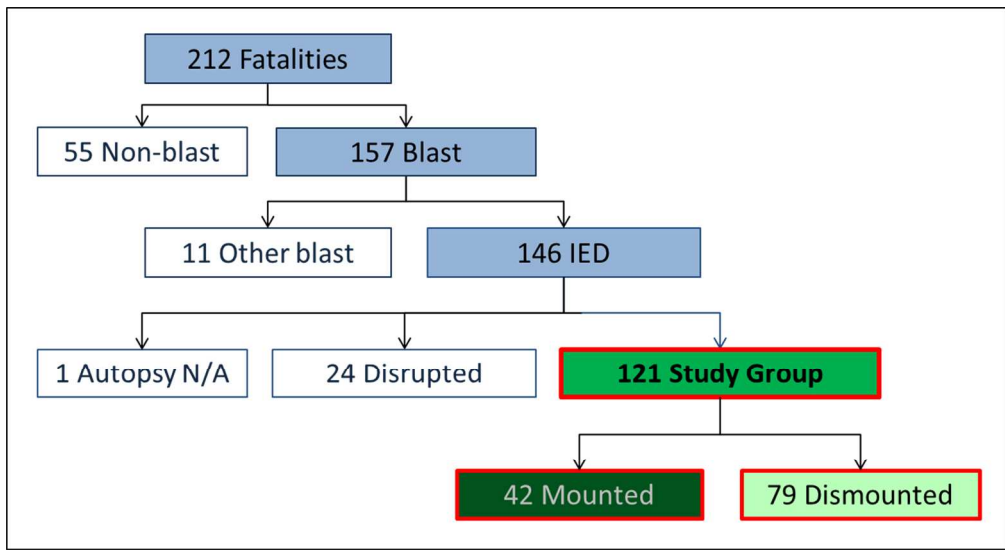 212 Fatalities
55 Non-blast
157 Blast
11 Other blast
146 IED
1 Autopsy N/A
24 Disrupted
121 Study Group
42 Mounted
79 Dismounted